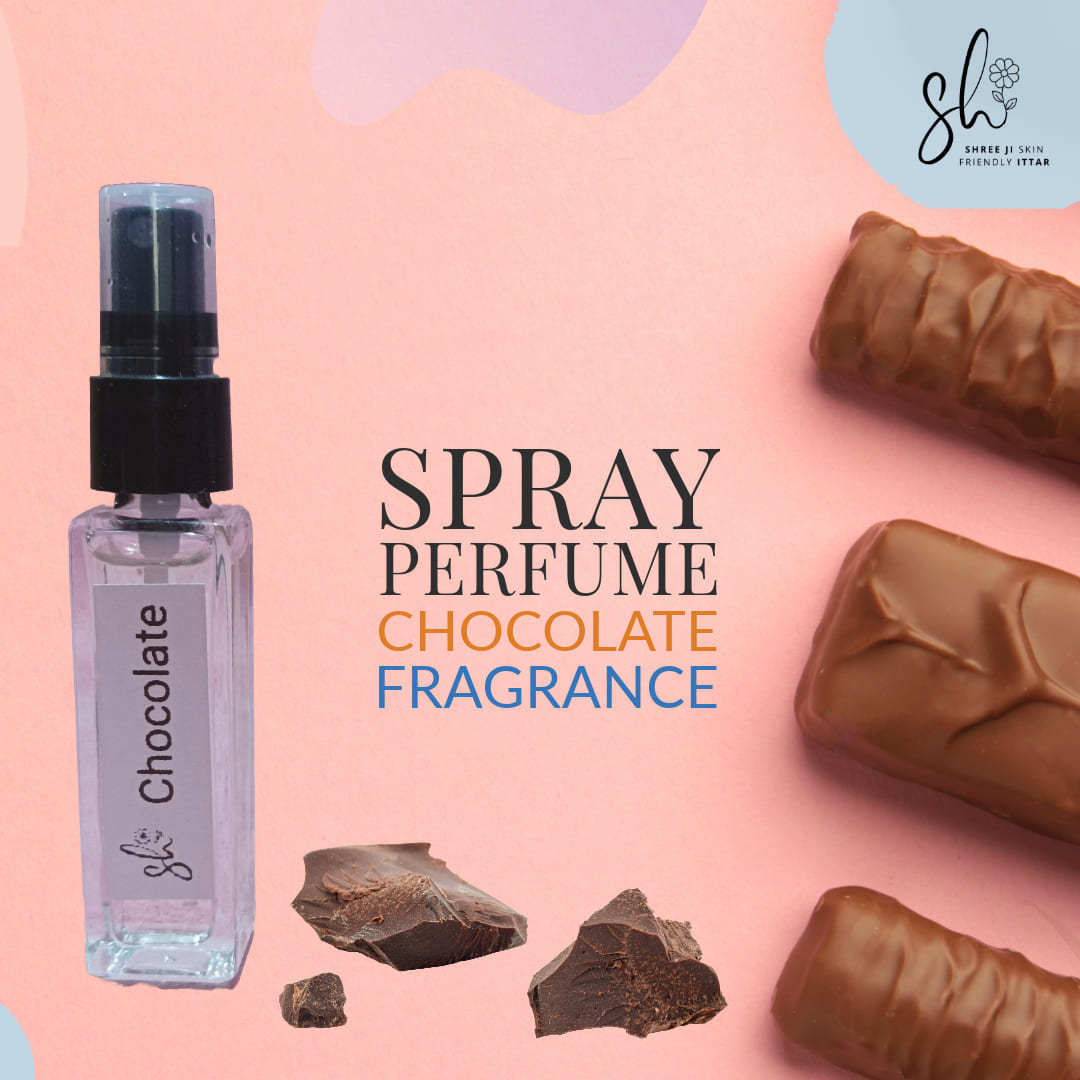 sh
SHREE JI SKIN
FRIENDLY ITTAR
SPRAY
PERFUME
CHOCOLATE
FRAGRANCE
sh Chocolate